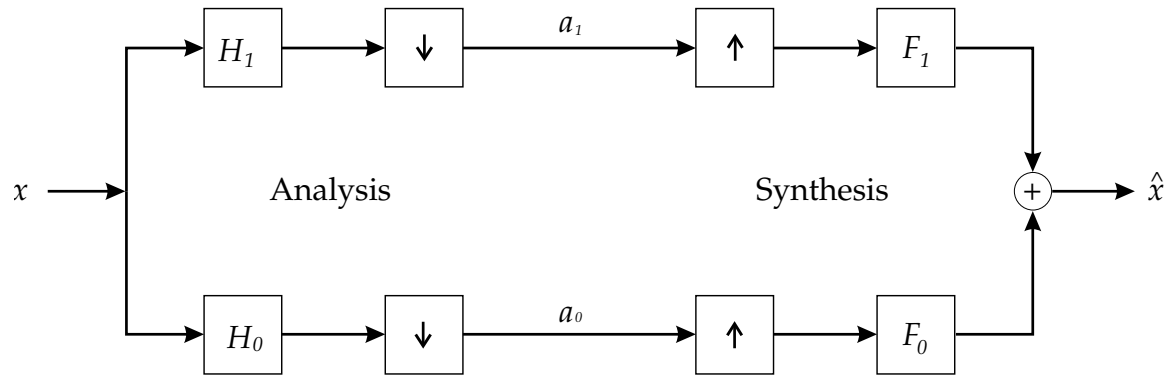 H₁ ↓ a₁ ↑ F₁
x Analysis Synthesis + x̂
H₀ ↓ a₀ ↑ F₀